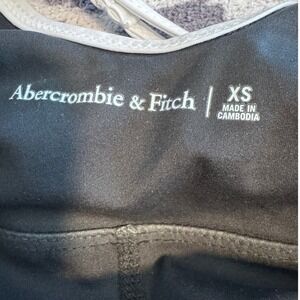 Abercrombie & Fitch | XS
MADE IN
CAMBODIA